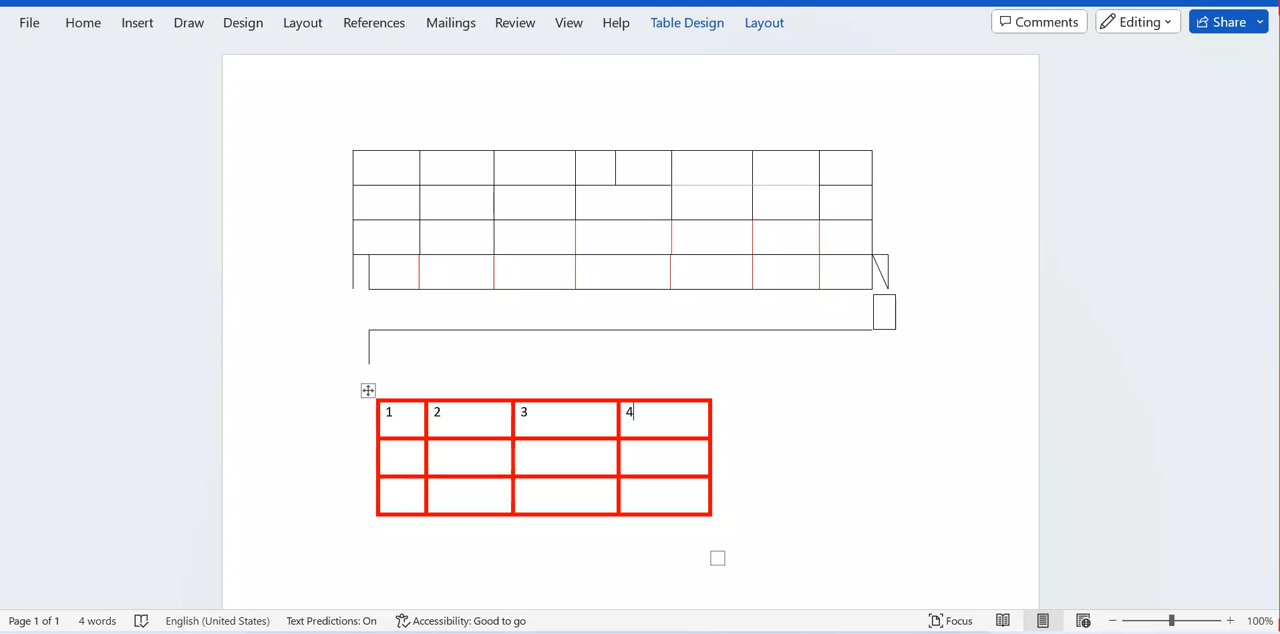 File Home Insert Draw Design Layout References Mailings Review View Help Table Design Layout Comments Editing Share
1 2 3 4
Page 1 of 1 4 words English (United States) Text Predictions: On Accessibility: Good to go Focus 100%